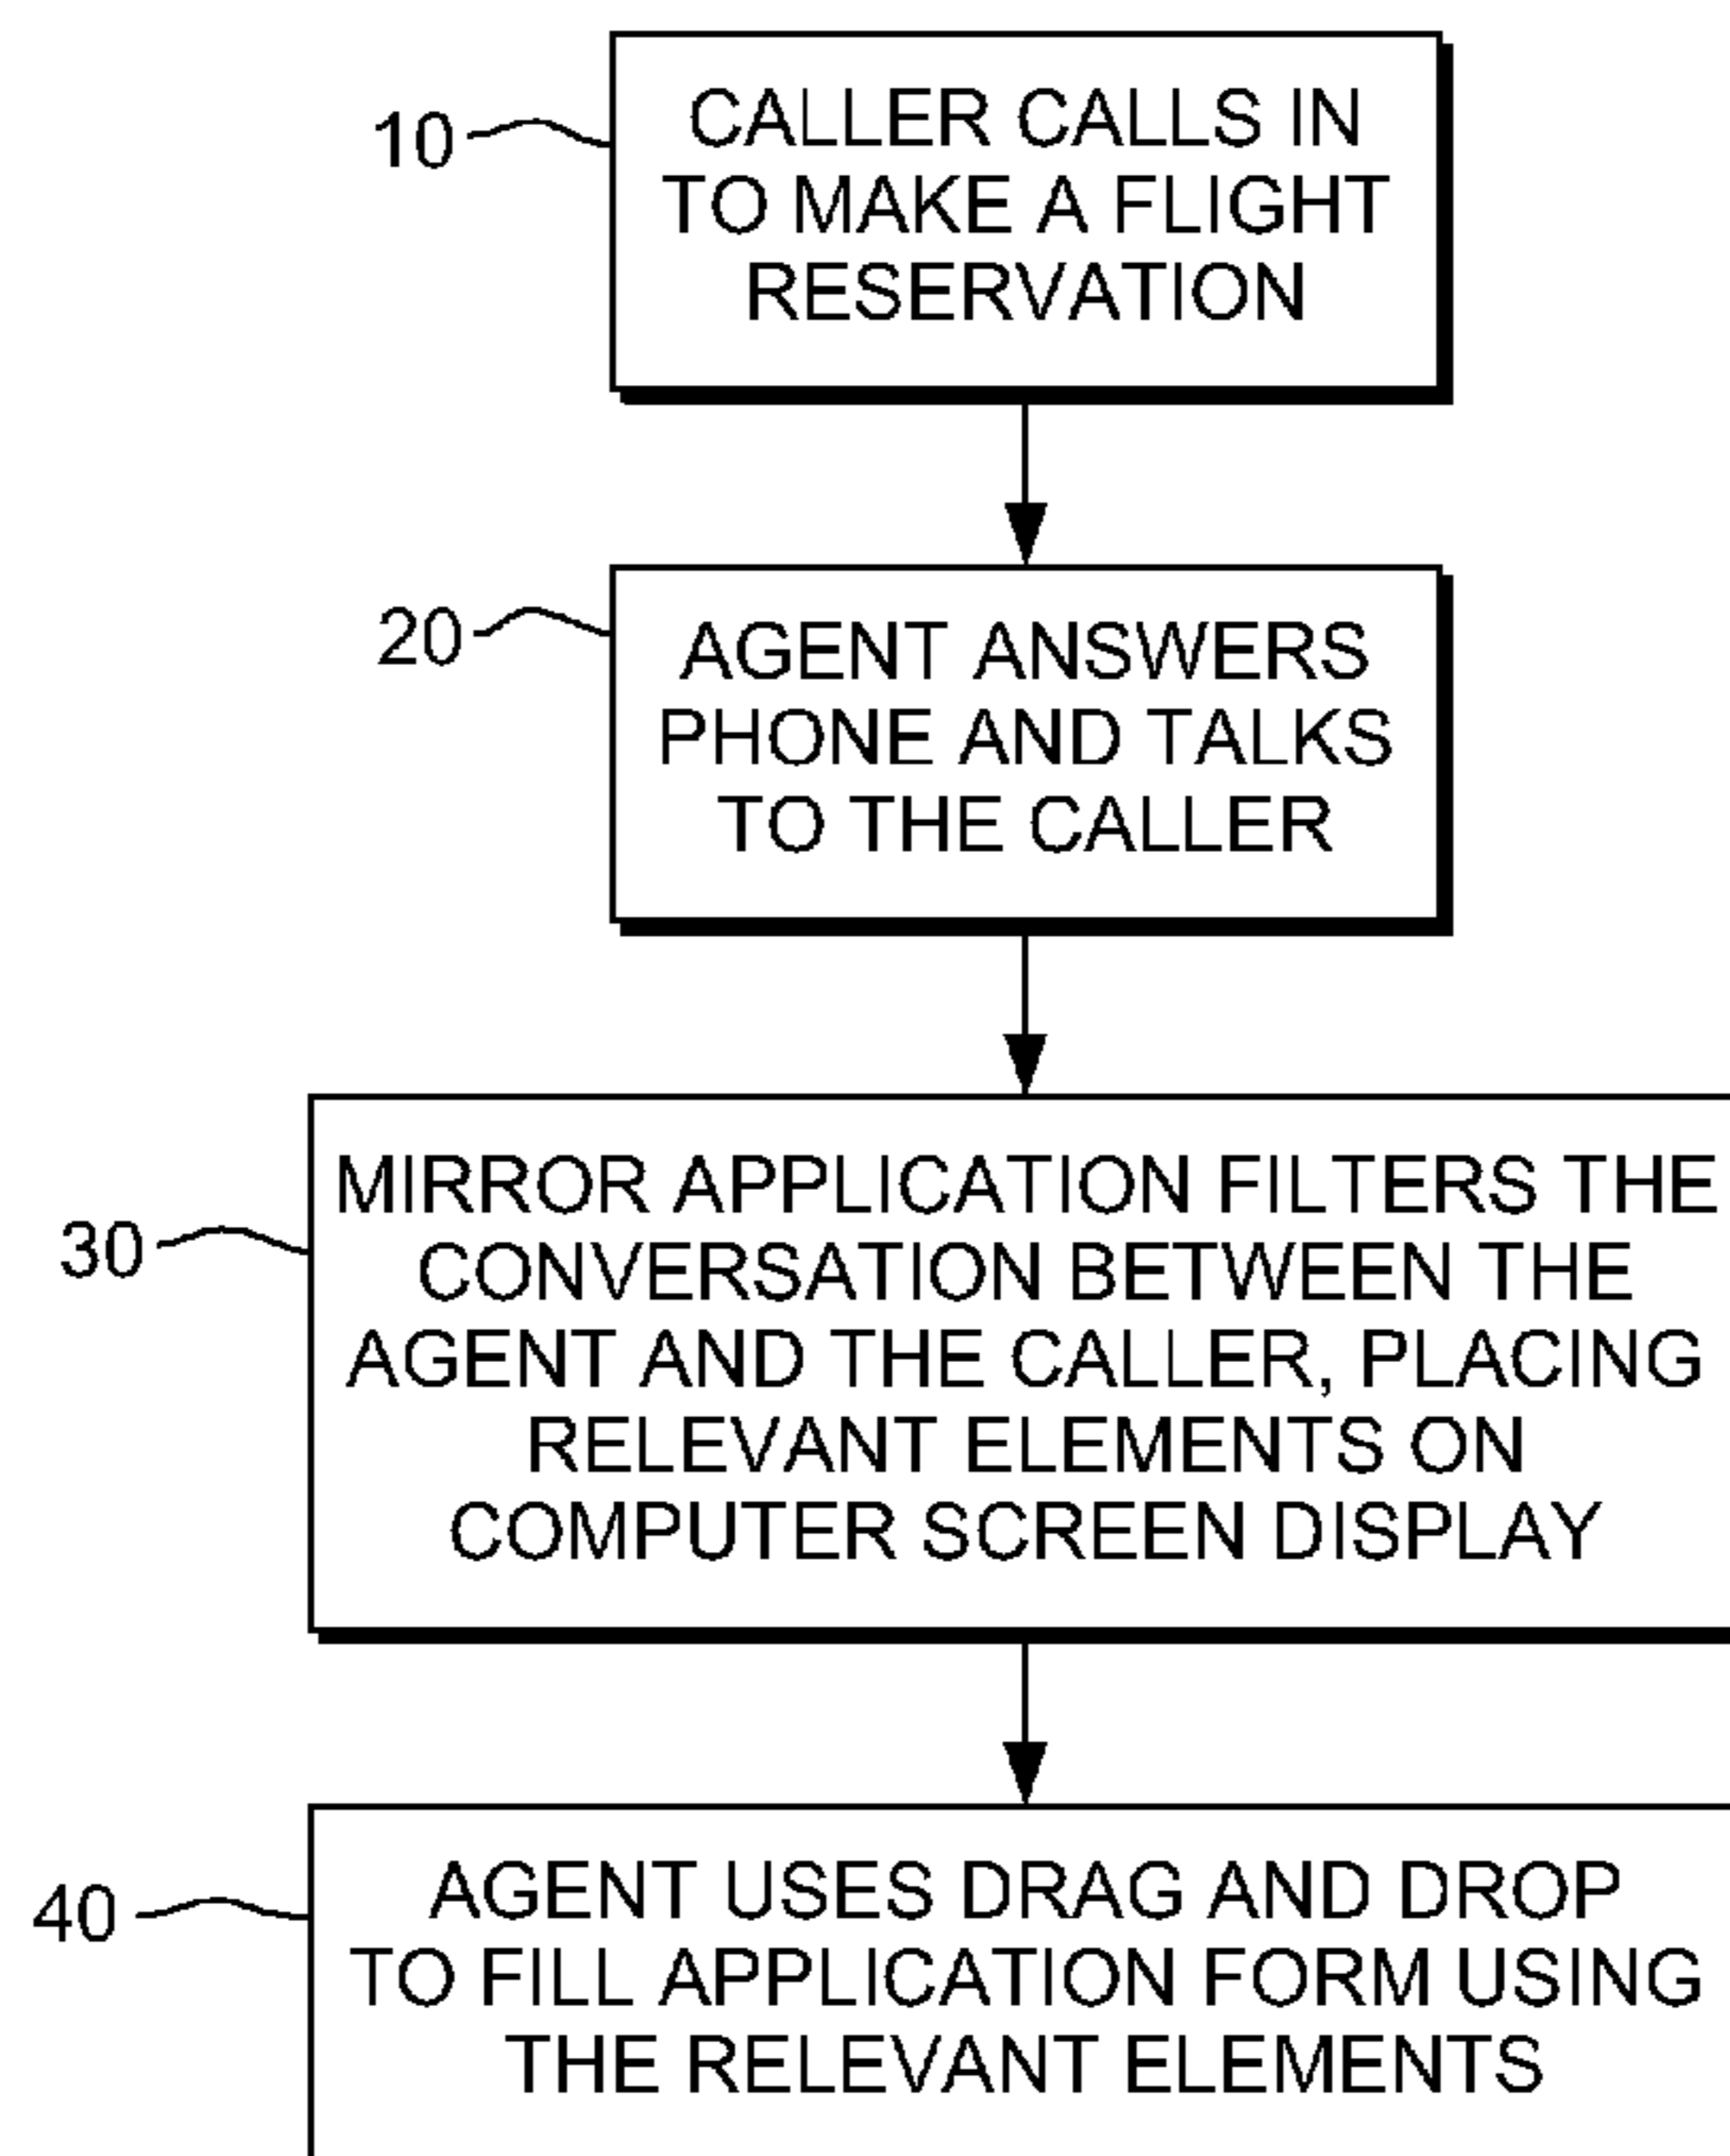 10
CALLER CALLS IN
TO MAKE A FLIGHT
RESERVATION
20
AGENT ANSWERS
PHONE AND TALKS
TO THE CALLER
30
MIRROR APPLICATION FILTERS THE
CONVERSATION BETWEEN THE
AGENT AND THE CALLER, PLACING
RELEVANT ELEMENTS ON
COMPUTER SCREEN DISPLAY
40
AGENT USES DRAG AND DROP
TO FILL APPLICATION FORM USING
THE RELEVANT ELEMENTS